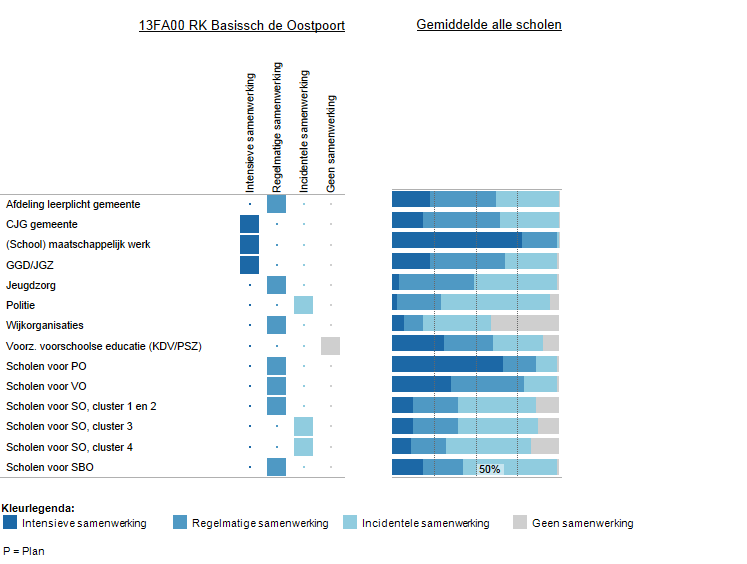 13FA00 RK Basissch de Oostpoort
Gemiddelde alle scholen
Intensieve samenwerking
Regelmatige samenwerking
Incidentele samenwerking
Geen samenwerking
Afdeling leerplicht gemeente
CJG gemeente
(School) maatschappelijk werk
GGD/JGZ
Jeugdzorg
Politie
Wijkorganisaties
Voorz. voorschoolse educatie (KDV/PSZ)
Scholen voor PO
Scholen voor VO
Scholen voor SO, cluster 1 en 2
Scholen voor SO, cluster 3
Scholen voor SO, cluster 4
Scholen voor SBO
50%
Kleurlegenda:
Intensieve samenwerking
Regelmatige samenwerking
Incidentele samenwerking
Geen samenwerking
P = Plan